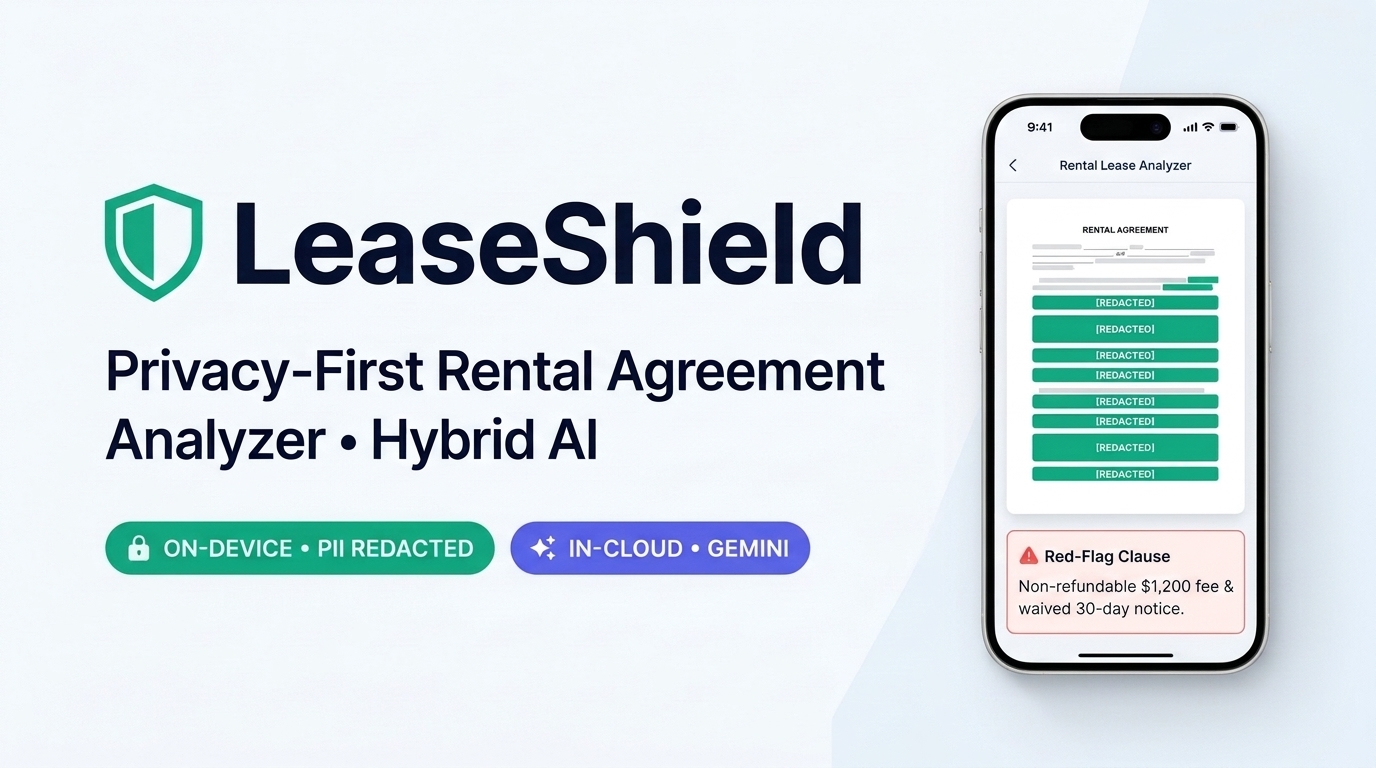 LeaseShield
Privacy-First Rental Agreement
Analyzer • Hybrid AI
ON-DEVICE • PII REDACTED
IN-CLOUD • GEMINI
9:41
Rental Lease Analyzer
RENTAL AGREEMENT
[REDACTED]
[REDACTEO]
[REDACTED]
[REDACTED]
[REDACTED]
[REDACTED]
[REDACTED]
[REDACTED]
Red-Flag Clause
Non-refundable $1,200 fee &
waived 30-day notice.